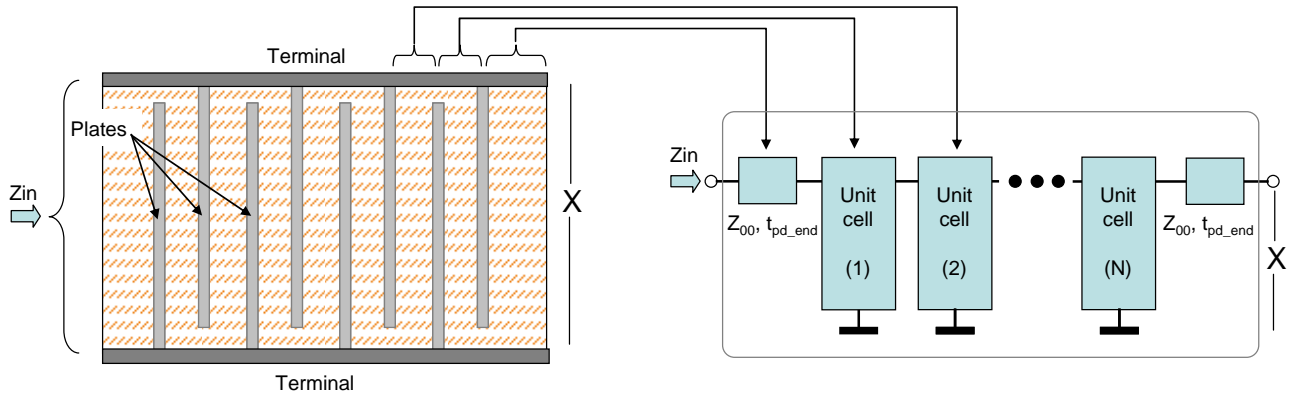 Terminal
Plates
Zin
X
Terminal
Zin
Z00, tpd_end
Unit
cell
(1)
Unit
cell
(2)
Unit
cell
(N)
Z00, tpd_end
X